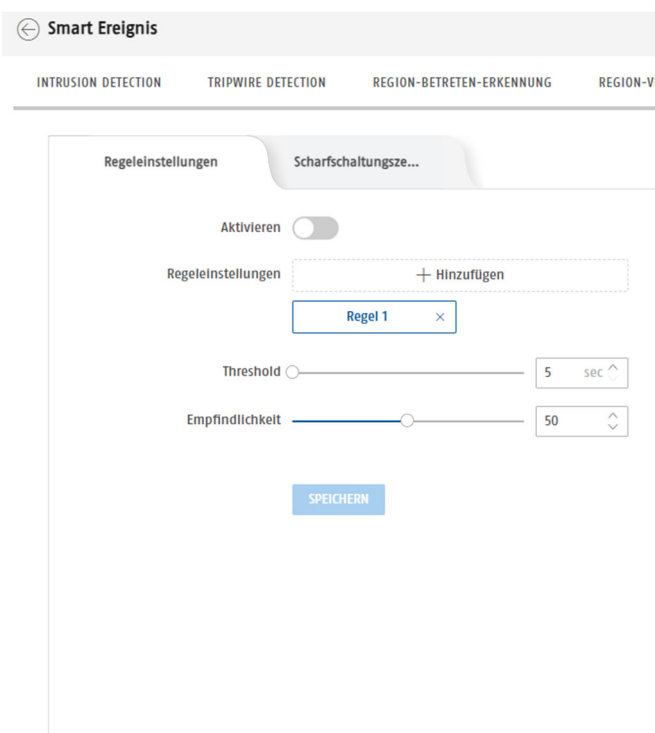 Smart Ereignis
INTRUSION DETECTION TRIPWIRE DETECTION REGION-BETRETEN-ERKENNUNG REGION-V
Regeleinstellungen Scharfschaltungsze...
Aktivieren
Regeleinstellungen + Hinzufügen
Regel 1 ×
Threshold 5 sec
Empfindlichkeit 50
SPEICHERN